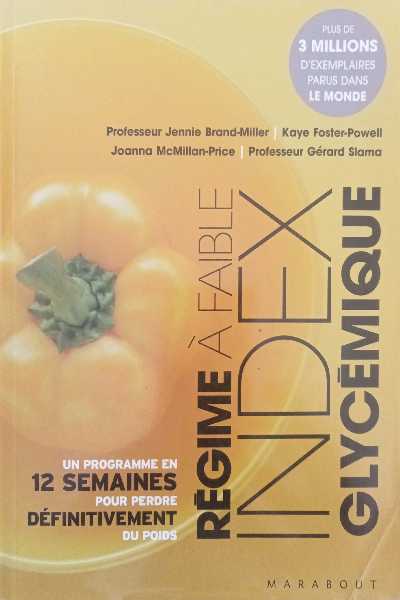 PLUS DE
3 MILLIONS
D'EXEMPLAIRES
PARUS DANS
LE MONDE
Professeur Jennie Brand-Miller | Kaye Foster-Powell
Joanna McMillan-Price | Professeur Gérard Slama
RÉGIME À FAIBLE
INDEX
GLYCÉMIQUE
UN PROGRAMME EN
12 SEMAINES
POUR PERDRE
DÉFINITIVEMENT
DU POIDS
MARABOUT